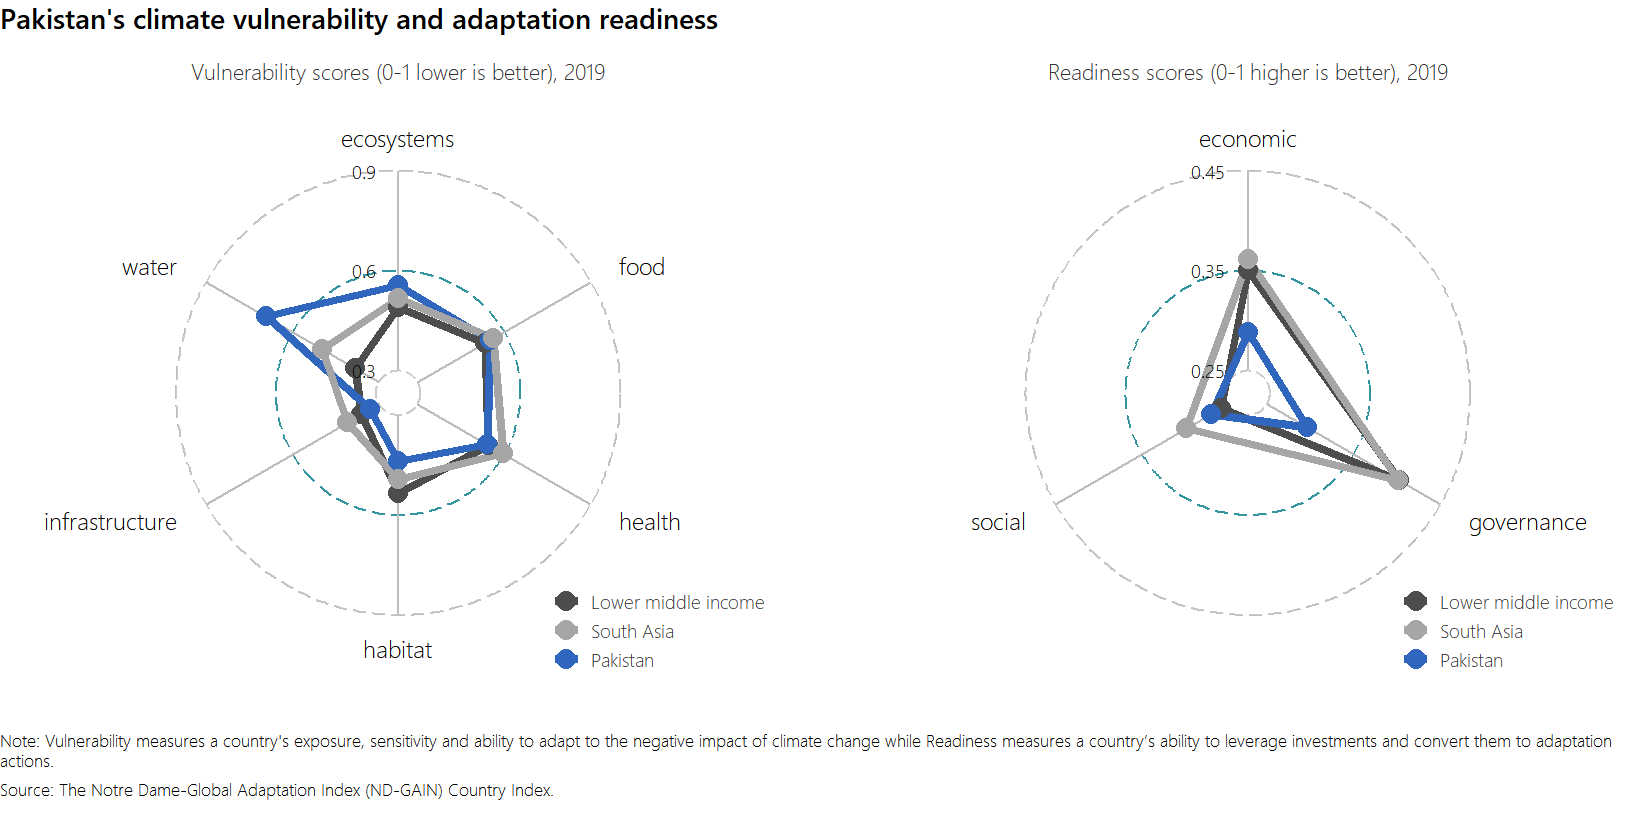 Pakistan's climate vulnerability and adaptation readiness
Vulnerability scores (0-1 lower is better), 2019
ecosystems
0.9
water
0.6
food
0.3
infrastructure
health
habitat
Lower middle income
South Asia
Pakistan
Readiness scores (0-1 higher is better), 2019
economic
0.45
0.35
0.25
social
governance
Lower middle income
South Asia
Pakistan
Note: Vulnerability measures a country's exposure, sensitivity and ability to adapt to the negative impact of climate change while Readiness measures a country’s ability to leverage investments and convert them to adaptation
actions.
Source: The Notre Dame-Global Adaptation Index (ND-GAIN) Country Index.